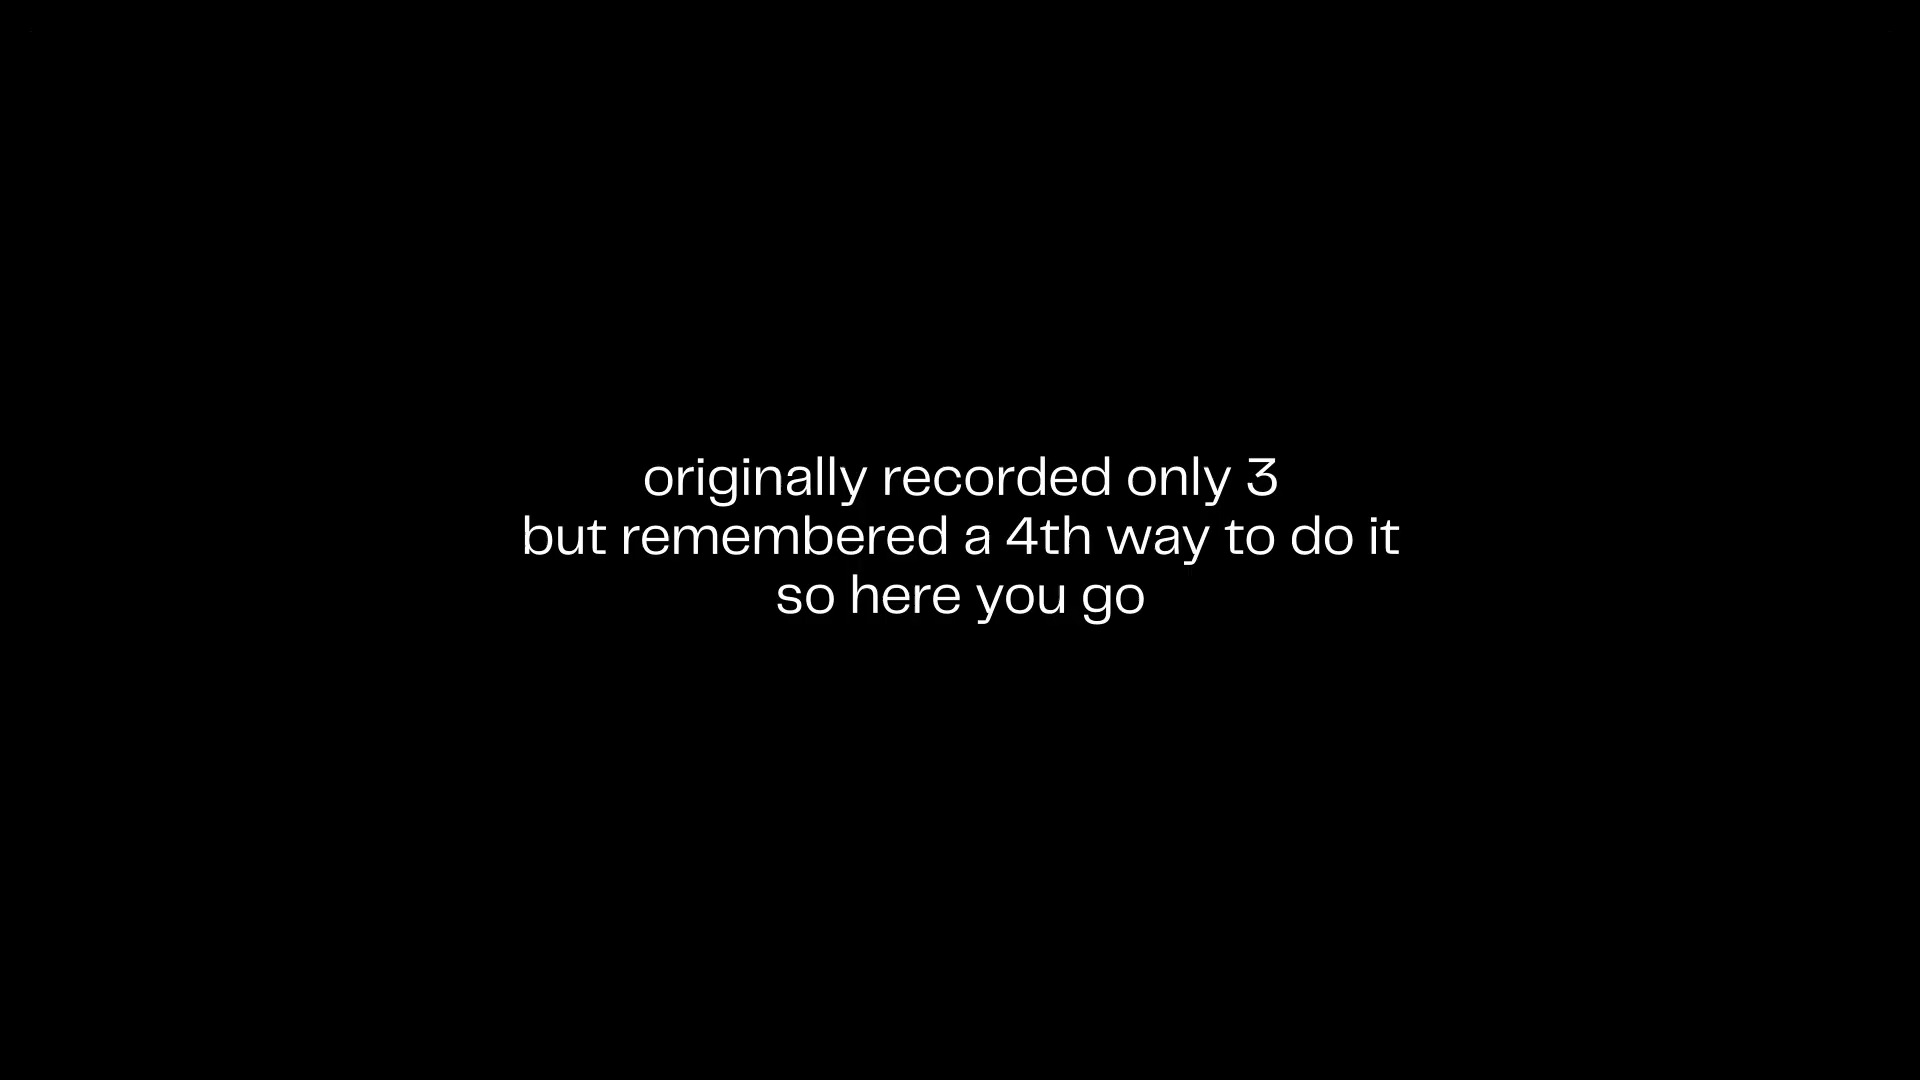 originally recorded only 3
but remembered a 4th way to do it
so here you go